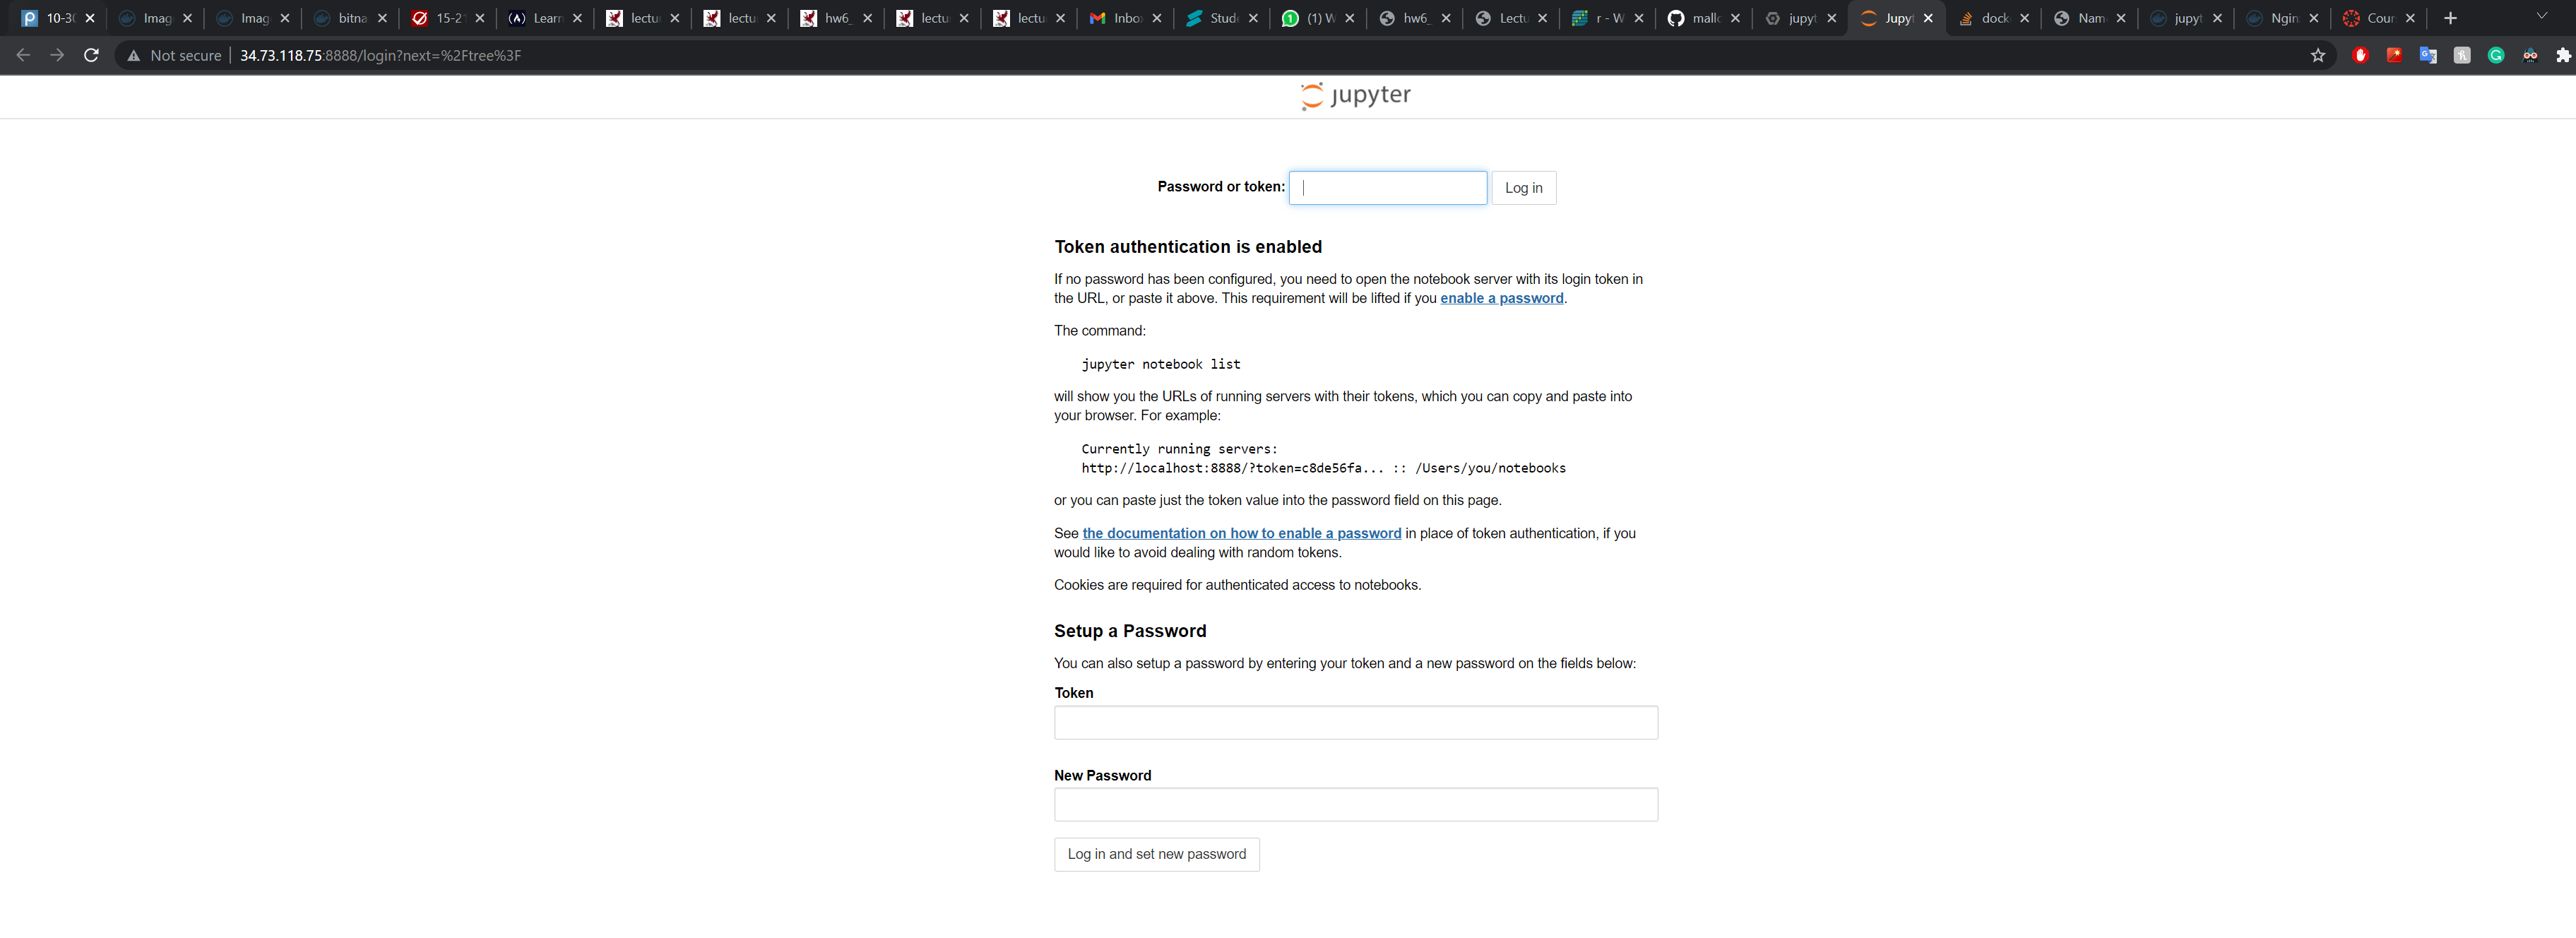 10-30 Imag Imag bitna 15-21 Learn lectu lectu hw6_ lectu lectu Inbo Stude (1) W hw6_ Lectu r - W mallo jupyt Jupyt dock Nam jupyt Ngin Cour
Not secure 34.73.118.75:8888/login?next=%2Ftree%3F
jupyter
Password or token: Log in
Token authentication is enabled
If no password has been configured, you need to open the notebook server with its login token in
the URL, or paste it above. This requirement will be lifted if you enable a password.
The command:
jupyter notebook list
will show you the URLs of running servers with their tokens, which you can copy and paste into
your browser. For example:
Currently running servers:
http://localhost:8888/?token=c8de56fa... :: /Users/you/notebooks
or you can paste just the token value into the password field on this page.
See the documentation on how to enable a password in place of token authentication, if you
would like to avoid dealing with random tokens.
Cookies are required for authenticated access to notebooks.
Setup a Password
You can also setup a password by entering your token and a new password on the fields below:
Token
New Password
Log in and set new password